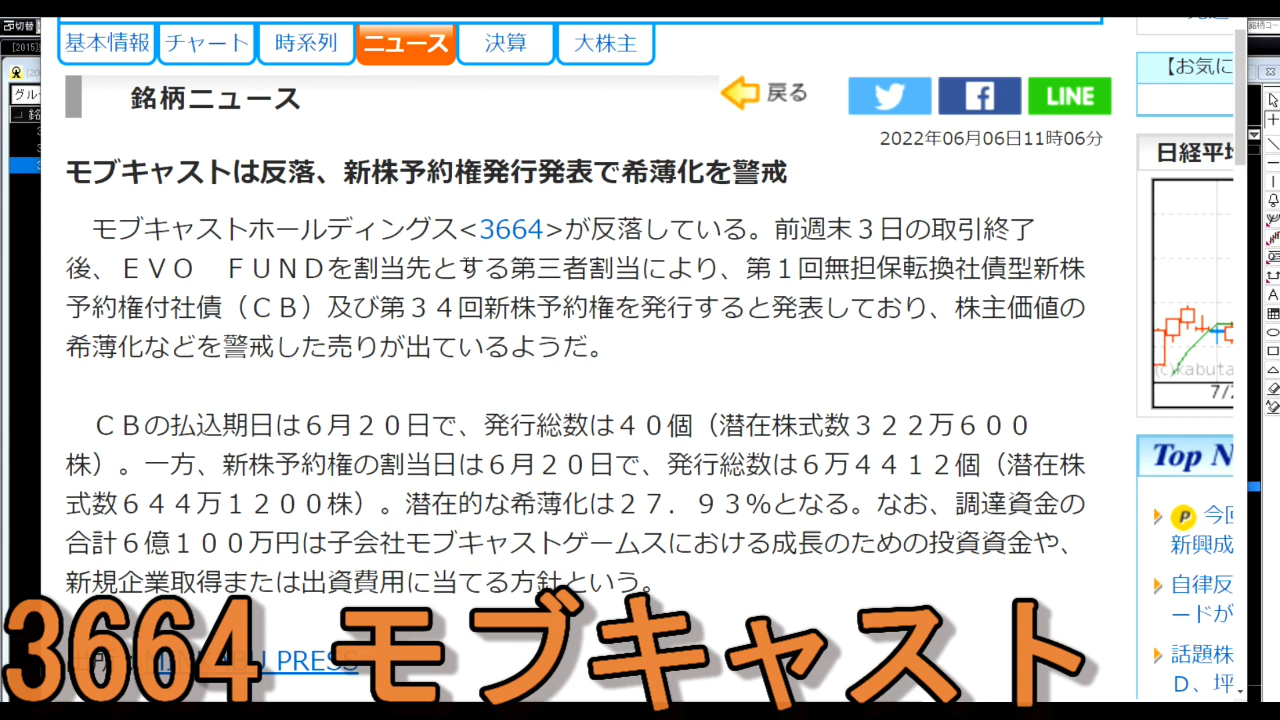 切替
[2015]
基本情報
チャート
時系列
ニュース
決算
大株主
銘柄ニュース
戻る
LINE
2022年06月06日11時06分
モブキャストは反落、新株予約権発行発表で希薄化を警戒
モブキャストホールディングス<3664>が反落している。前週末３日の取引終了
後、ＥＶＯ　ＦＵＮＤを割当先とする第三者割当により、第１回無担保転換社債型新株
予約権付社債（ＣＢ）及び第３４回新株予約権を発行すると発表しており、株主価値の
希薄化などを警戒した売りが出ているようだ。
ＣＢの払込期日は６月２０日で、発行総数は４０個（潜在株式数３２２万６００
株）。一方、新株予約権の割当日は６月２０日で、発行総数は６万４４１２個（潜在株
式数６４４万１２００株）。潜在的な希薄化は２７．９３％となる。なお、調達資金の
合計６億１００万円は子会社モブキャストゲームスにおける成長のための投資資金や、
新規企業取得または出資費用に当てる方針という。
PRESS
3664 モブキャスト
【お気に
日経平均
(c)kabuta
7/2
Top N
今回
新興成
自律反
ードが
話題株
Ｄ、坪
グル